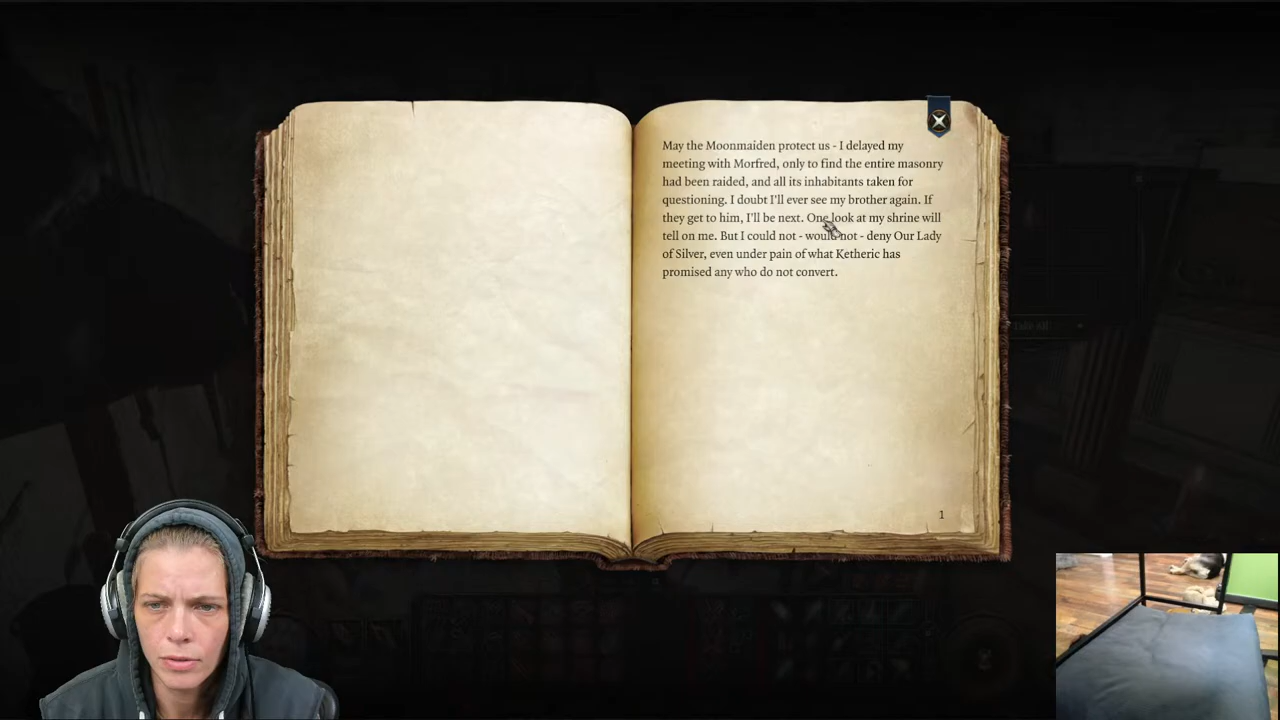 May the Moonmaiden protect us - I delayed my
meeting with Morfred, only to find the entire masonry
had been raided, and all its inhabitants taken for
questioning. I doubt I'll ever see my brother again. If
they get to him, I'll be next. One look at my shrine will
tell on me. But I could not - would not - deny Our Lady
of Silver, even under pain of what Ketheric has
promised any who do not convert.
1